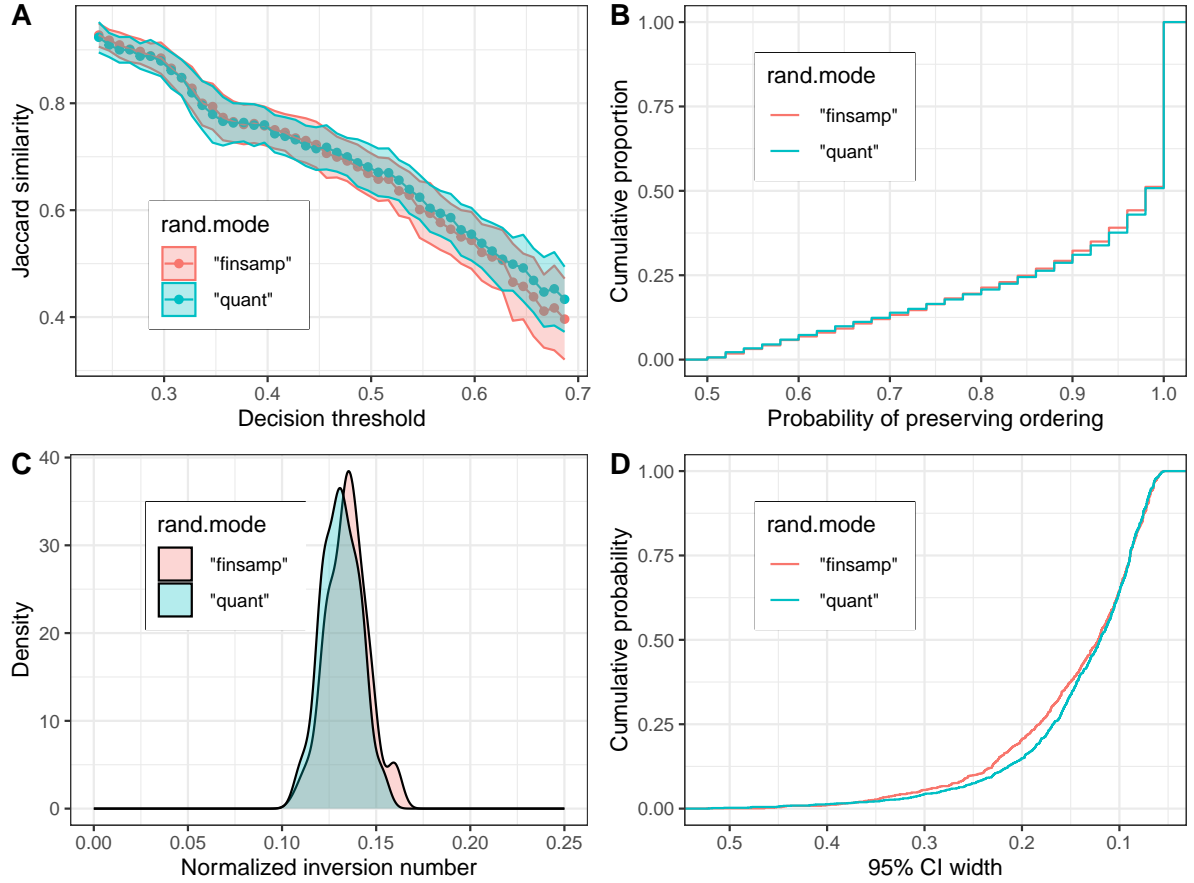 A
Jaccard similarity
0.8
0.6
0.4
rand.mode
"finsamp"
"quant"
0.3
0.4
0.5
0.6
0.7
Decision threshold
B
Cumulative proportion
1.00
0.75
0.50
0.25
0.00
rand.mode
"finsamp"
"quant"
0.5
0.6
0.7
0.8
0.9
1.0
Probability of preserving ordering
C
Density
40
30
20
10
0
rand.mode
"finsamp"
"quant"
0.00
0.05
0.10
0.15
0.20
0.25
Normalized inversion number
D
Cumulative probability
1.00
0.75
0.50
0.25
0.00
rand.mode
"finsamp"
"quant"
0.5
0.4
0.3
0.2
0.1
95% CI width